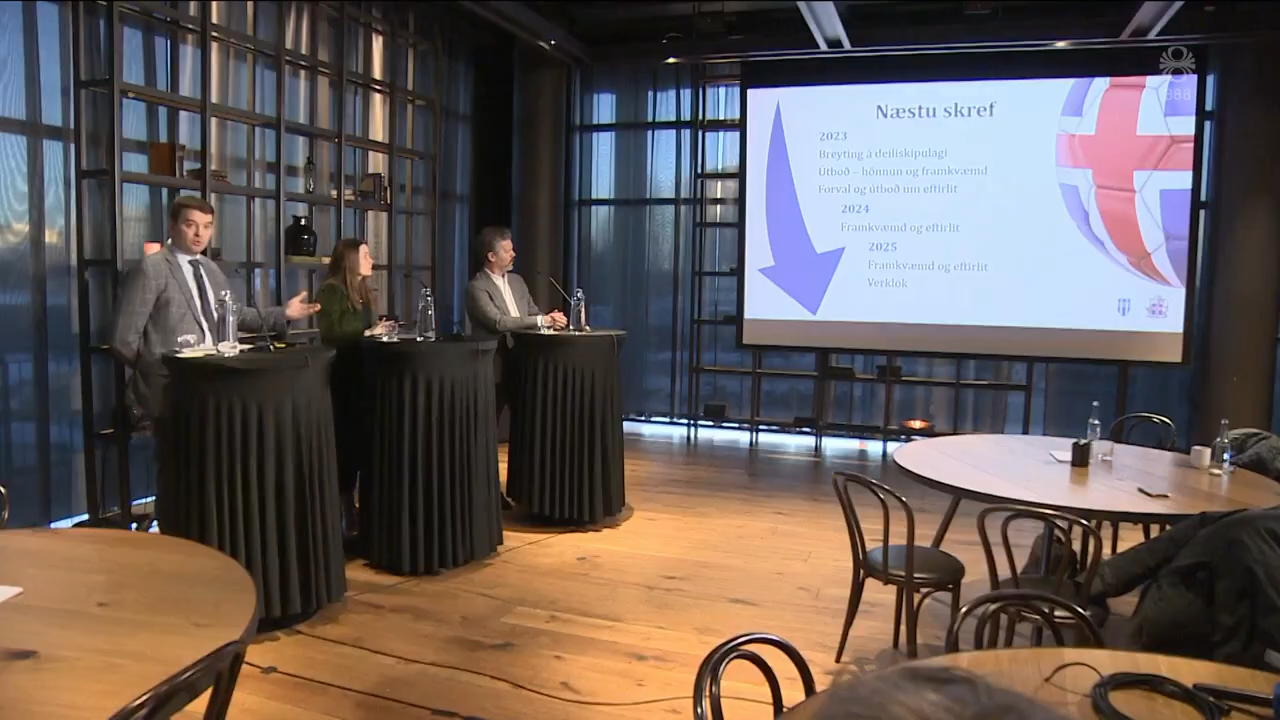 Næstu skref
2023
Breyting á deiliskipulagi
Útboð – hönnun og framkvæmd
Forval og útboð um eftirlit
2024
Framkvæmd og eftirlit
2025
Framkvæmd og eftirlit
Verklok
888